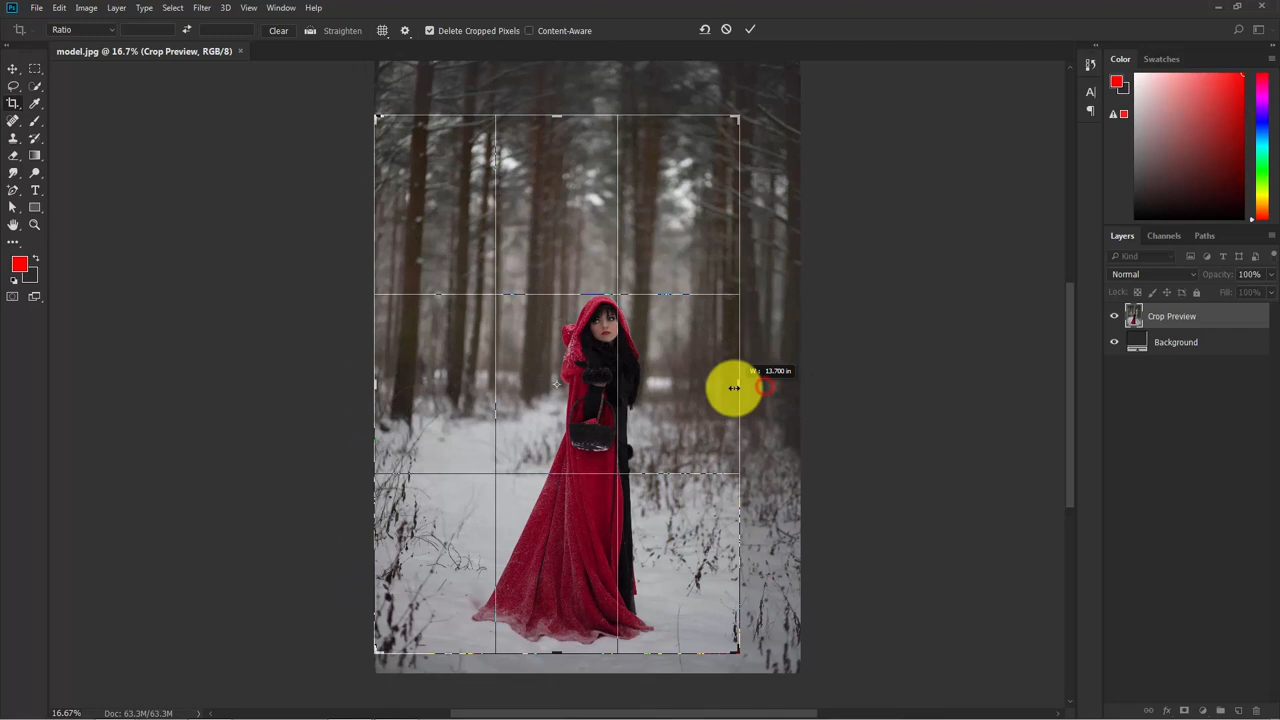 Ps File Edit Image Layer Type Select Filter 3D View Window Help
Ratio Clear Straighten Delete Cropped Pixels Content-Aware
model.jpg @ 16.7% (Crop Preview, RGB/8) ×
Color Swatches
W: 13.700 in
Layers Channels Paths
Kind
Normal Opacity: 100%
Lock: Fill: 100%
Crop Preview
Background
16.67% Doc: 63.3M/63.3M